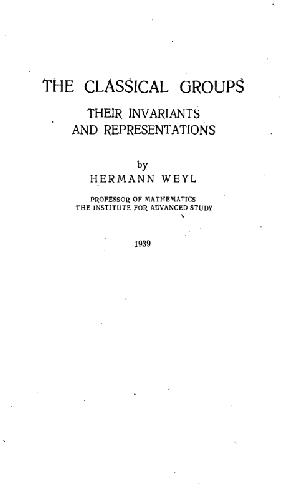 THE CLASSICAL GROUPS
THEIR INVARIANTS
AND REPRESENTATIONS
by
HERMANN WEYL
PROFESSOR OF MATHEMATICS
THE INSTITUTE FOR ADVANCED STUDY
1939